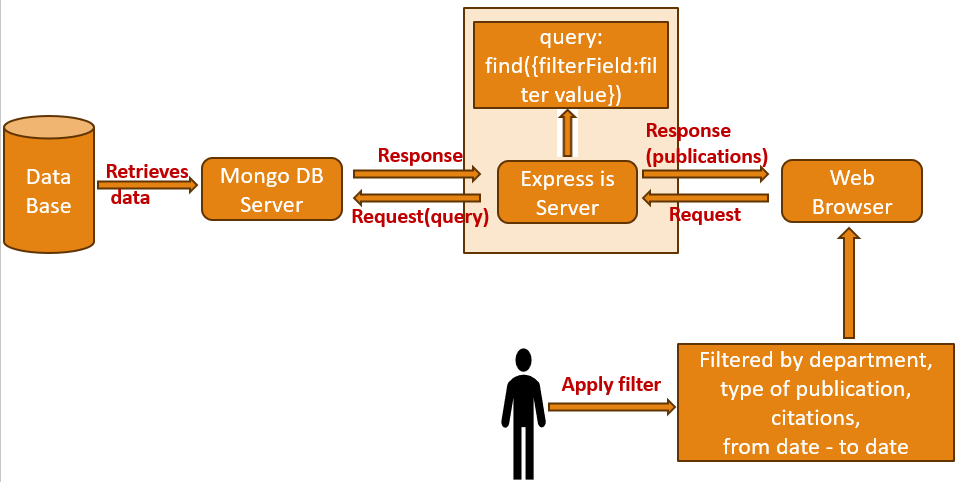 query:
find({filterField:fil
ter value})
Data
Base
Retrieves
data
Mongo DB
Server
Response
Request(query)
Express is
Server
Response
(publications)
Request
Web
Browser
Apply filter
Filtered by department,
type of publication,
citations,
from date - to date